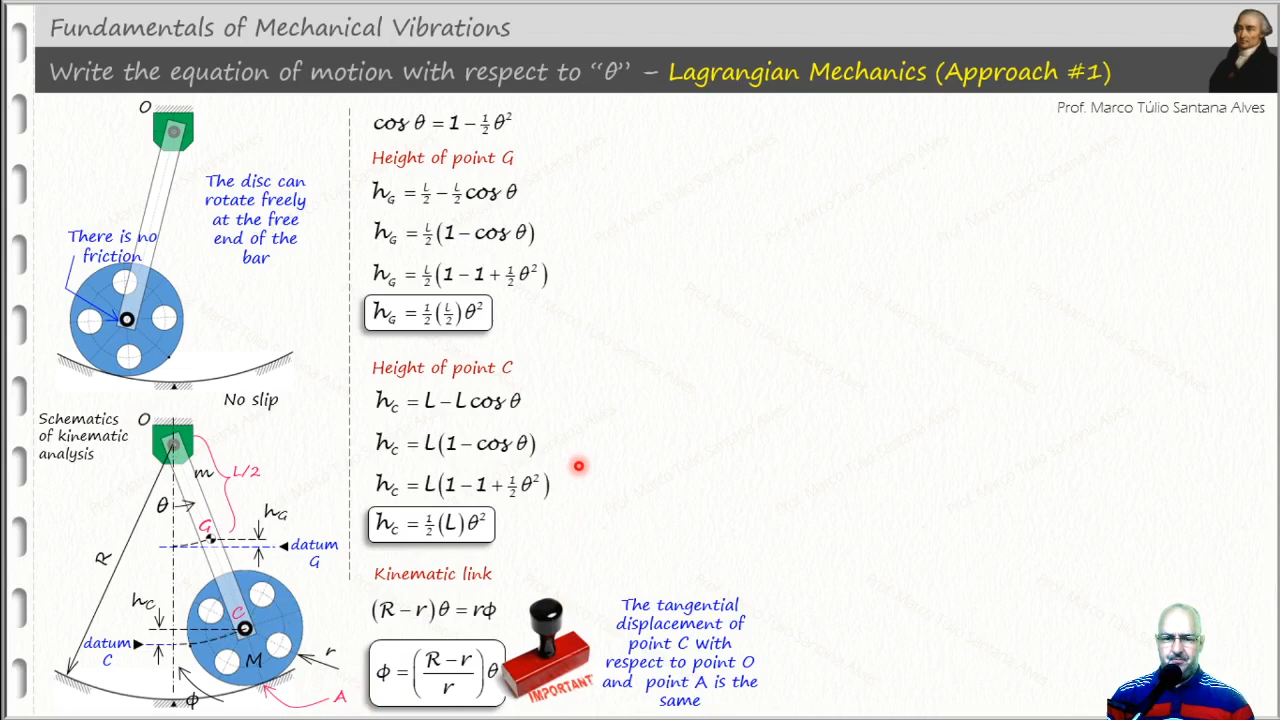 Fundamentals of Mechanical Vibrations
Write the equation of motion with respect to “θ” – Lagrangian Mechanics (Approach #1)
Prof. Marco Túlio Santana Alves
O
The disc can
rotate freely
at the free
end of the
bar
There is no
friction
No slip
Schematics
of kinematic
analysis
O
m
L/2
θ
G
h_G
datum
G
R
h_C
C
datum
C
M
r
ϕ
A
cos θ = 1 − ½θ²
Height of point G
h_G = L/2 − L/2 cos θ
h_G = L/2 (1 − cos θ)
h_G = L/2 (1 − 1 + ½θ²)
h_G = ½ (L/2) θ²
Height of point C
h_C = L − L cos θ
h_C = L(1 − cos θ)
h_C = L(1 − 1 + ½θ²)
h_C = ½ (L) θ²
Kinematic link
(R − r)θ = rϕ
ϕ = ((R − r)/r) θ
IMPORTANT
The tangential
displacement of
point C with
respect to point O
and point A is the
same